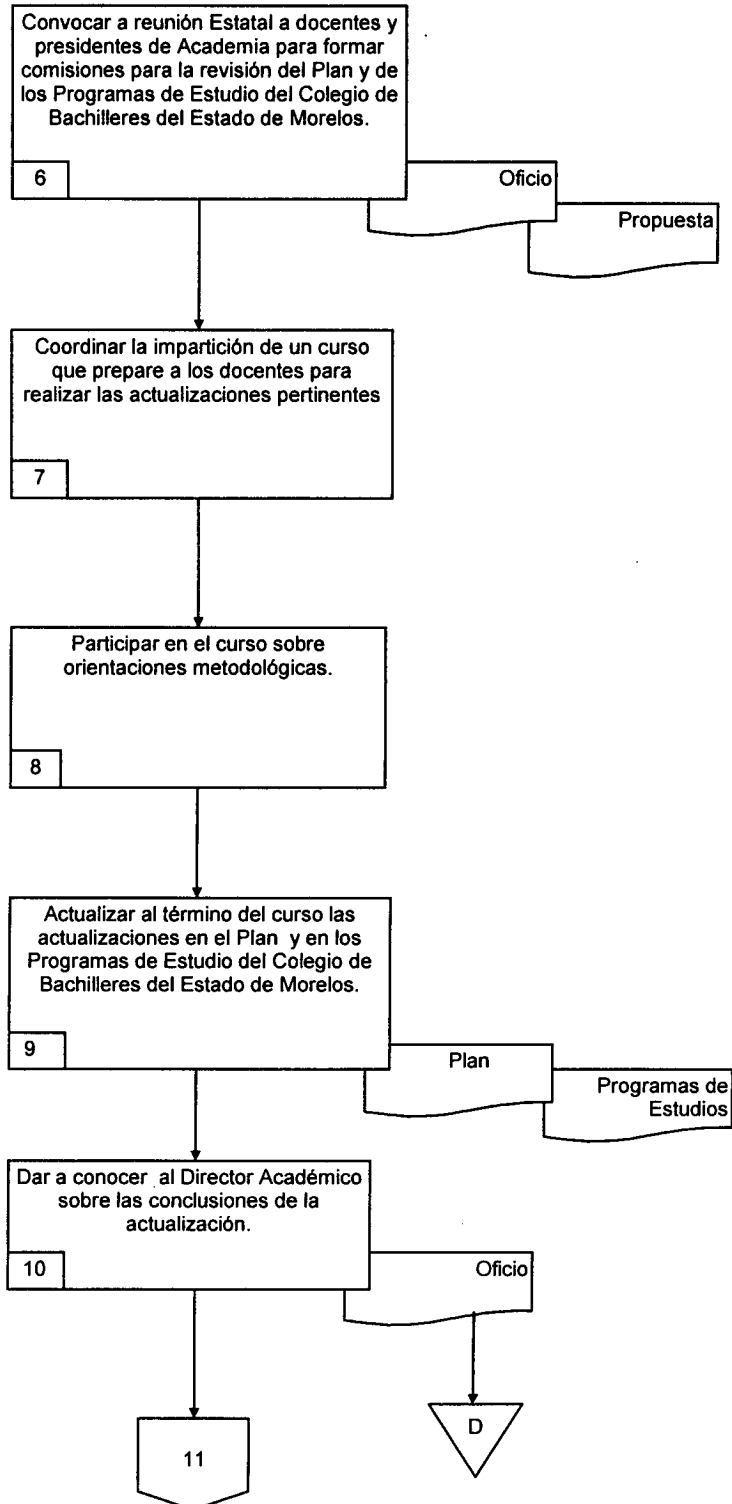 Convocar a reunión Estatal a docentes y
presidentes de Academia para formar
comisiones para la revisión del Plan y de
los Programas de Estudio del Colegio de
Bachilleres del Estado de Morelos.
6
Oficio
Propuesta
Coordinar la impartición de un curso
que prepare a los docentes para
realizar las actualizaciones pertinentes
7
Participar en el curso sobre
orientaciones metodológicas.
8
Actualizar al término del curso las
actualizaciones en el Plan y en los
Programas de Estudio del Colegio de
Bachilleres del Estado de Morelos.
9
Plan
Programas de
Estudios
Dar a conocer al Director Académico
sobre las conclusiones de la
actualización.
10
Oficio
11
D